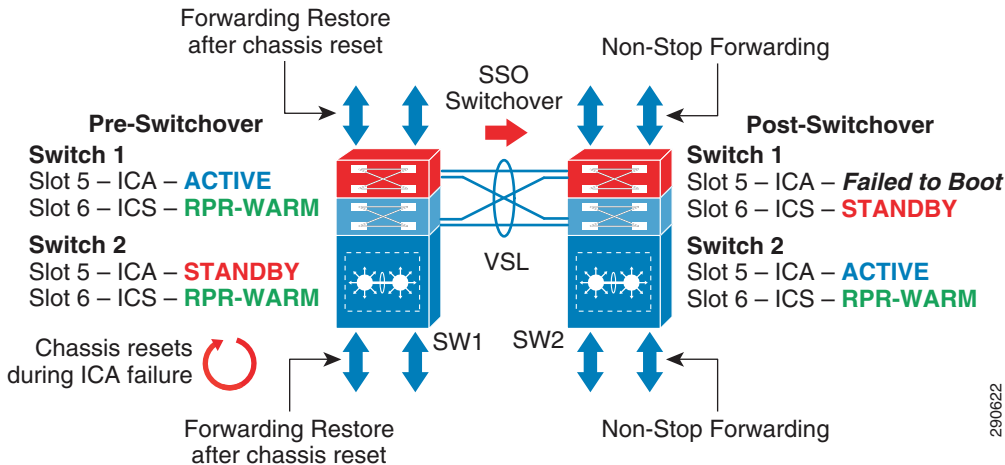 Forwarding Restore
after chassis reset
SSO
Switchover
Non-Stop Forwarding
Pre-Switchover
Switch 1
Slot 5 – ICA – ACTIVE
Slot 6 – ICS – RPR-WARM
Switch 2
Slot 5 – ICA – STANDBY
Slot 6 – ICS – RPR-WARM
Chassis resets
during ICA failure
VSL
SW1
SW2
Post-Switchover
Switch 1
Slot 5 – ICA – Failed to Boot
Slot 6 – ICS – STANDBY
Switch 2
Slot 5 – ICA – ACTIVE
Slot 6 – ICS – RPR-WARM
Forwarding Restore
after chassis reset
Non-Stop Forwarding
290622